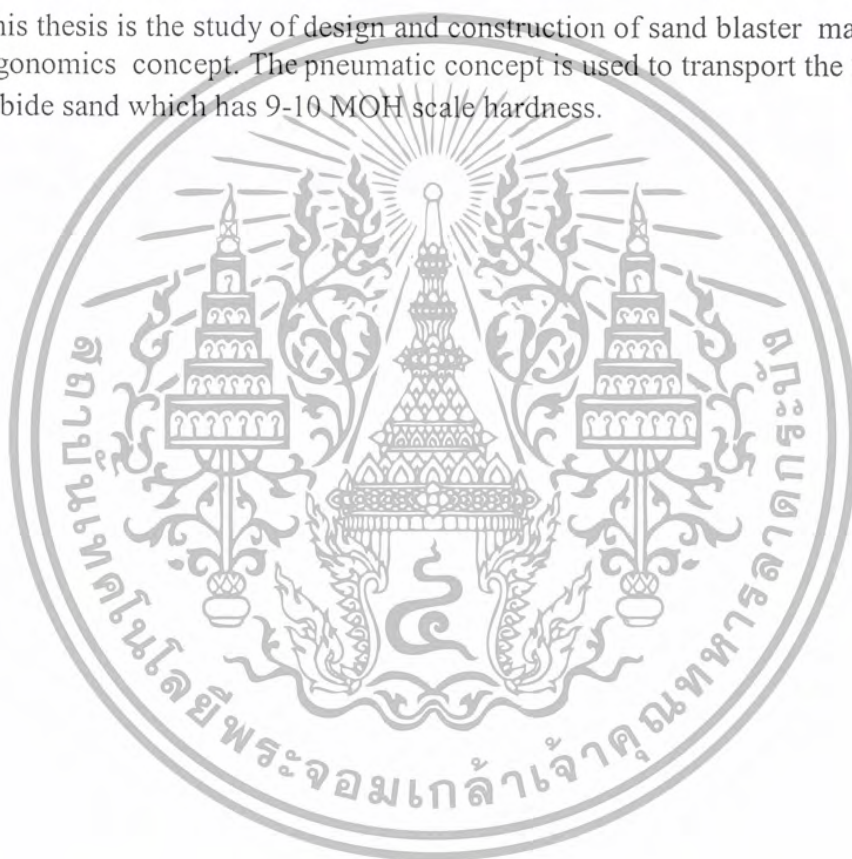 his thesis is the study of design and construction of sand blaster ma
gonomics concept. The pneumatic concept is used to transport the
bide sand which has 9-10 MOH scale hardness.
สถาบันเทคโนโลยีพระจอมเกล้าเจ้าคุณทหารลาดกระบัง